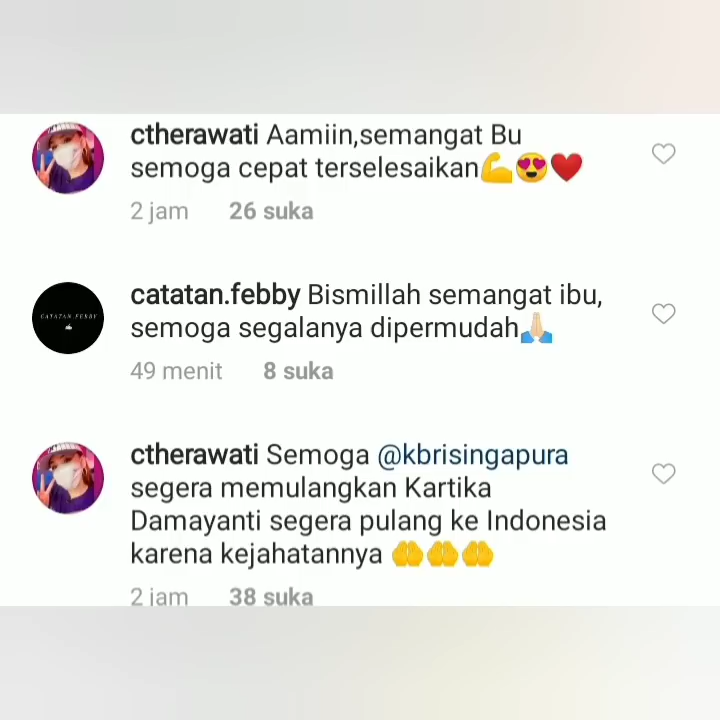 ctherawati Aamiin,semangat Bu
semoga cepat terselesaikan💪😍❤️
2 jam 26 suka
CATATAN.FEBBY
catatan.febby Bismillah semangat ibu,
semoga segalanya dipermudah🙏🏻
49 menit 8 suka
ctherawati Semoga @kbrisingapura
segera memulangkan Kartika
Damayanti segera pulang ke Indonesia
karena kejahatannya 🤲🤲🤲
2 jam 38 suka